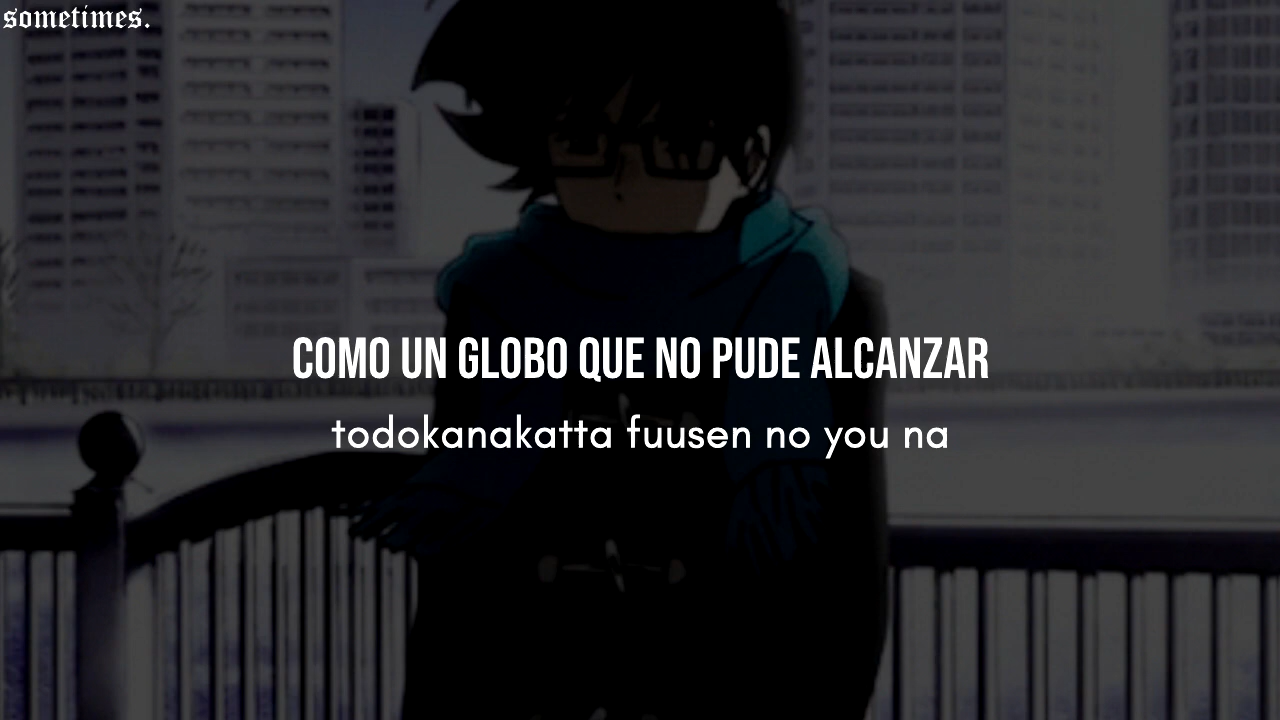 sometimes.
COMO UN GLOBO QUE NO PUDE ALCANZAR
todokanakatta fuusen no you na